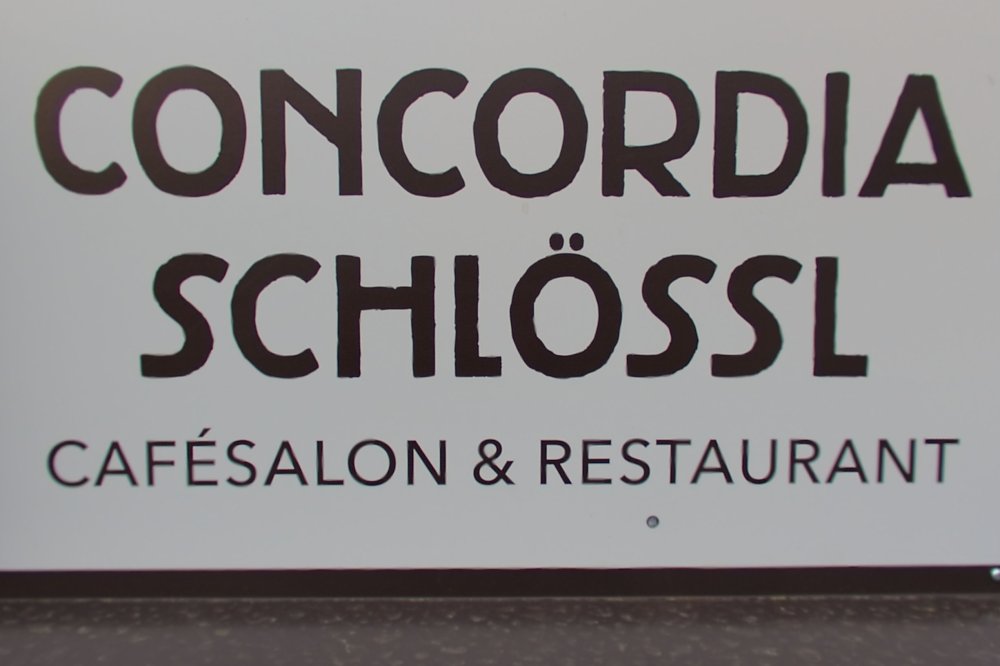 CONCORDIA
SCHLÖSSL
CAFÉSALON & RESTAURANT